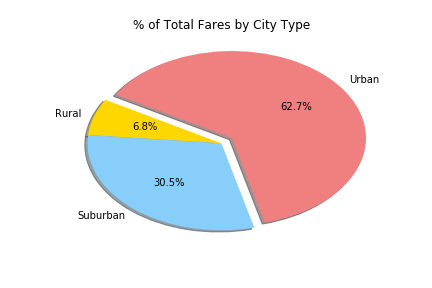 % of Total Fares by City Type
Urban
62.7%
Rural
6.8%
30.5%
Suburban